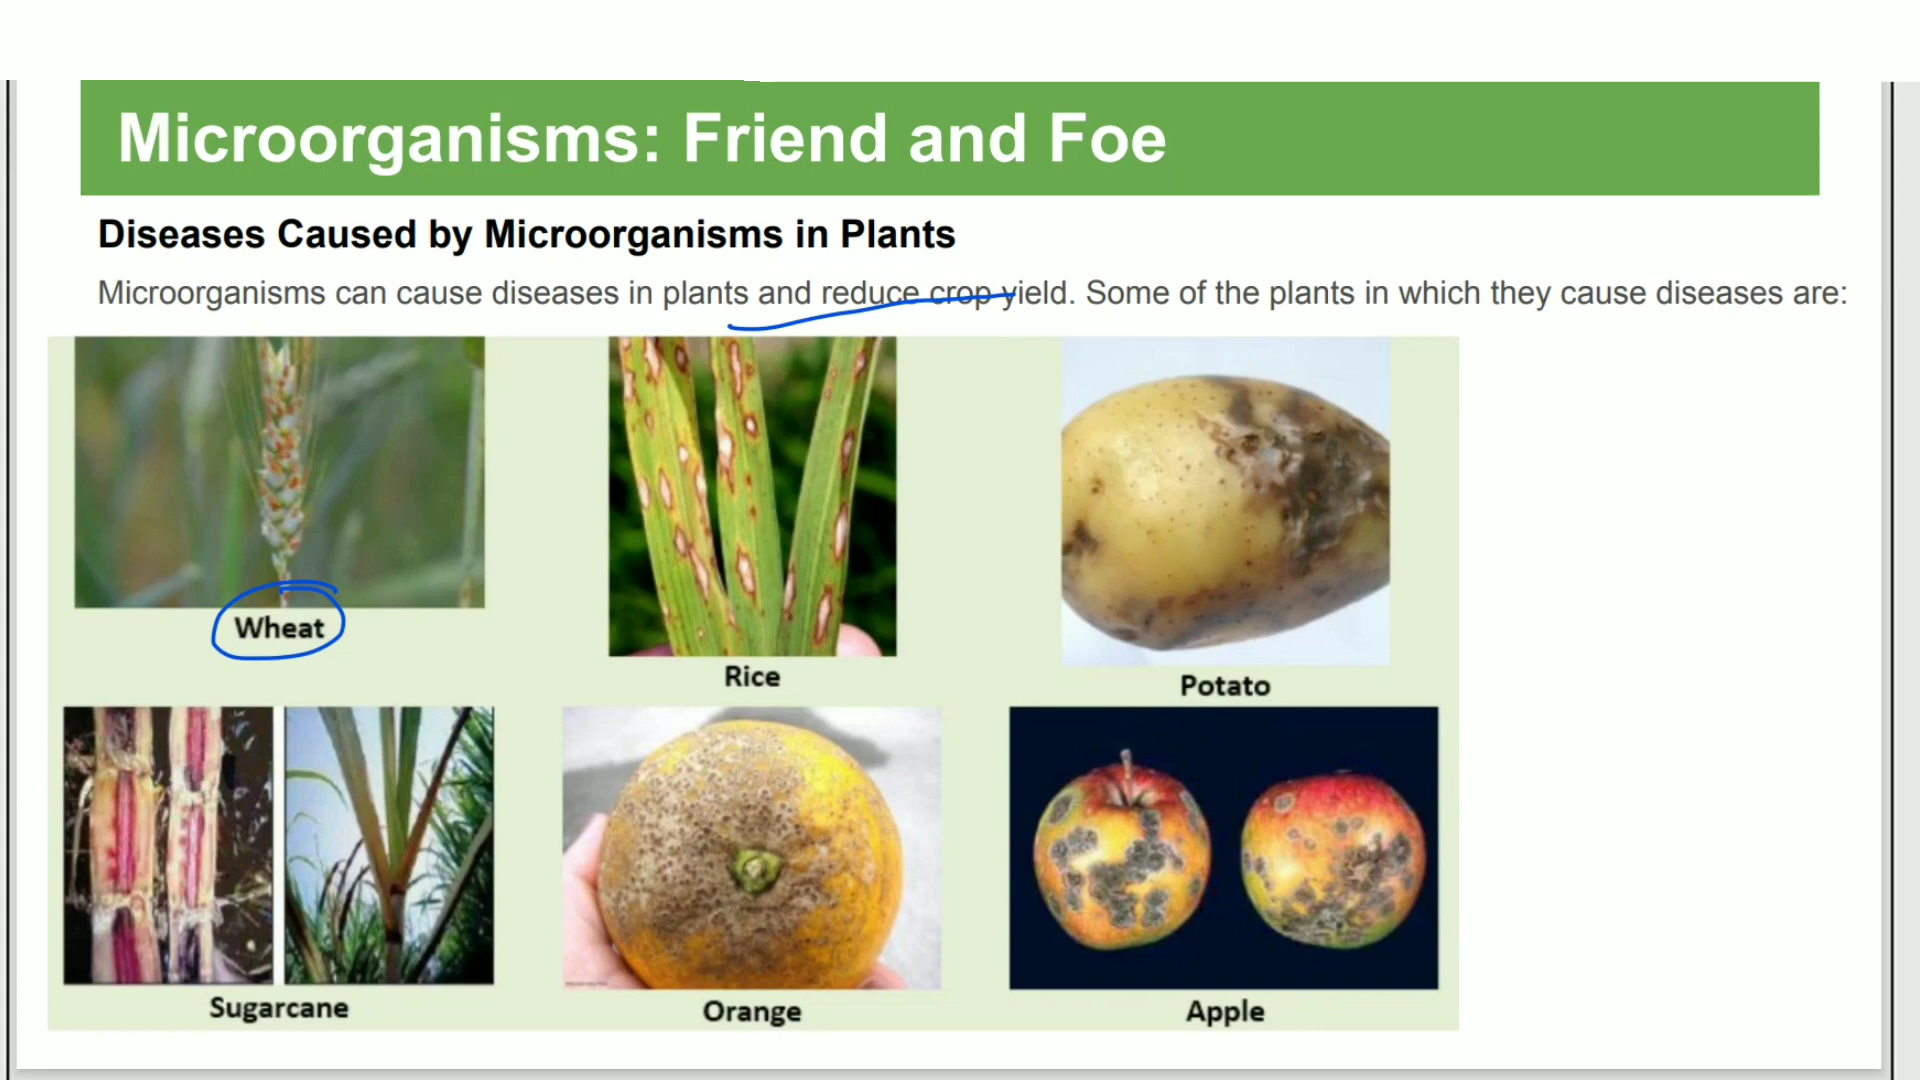 Microorganisms: Friend and Foe
Diseases Caused by Microorganisms in Plants
Microorganisms can cause diseases in plants and reduce crop yield. Some of the plants in which they cause diseases are:
Wheat
Rice
Potato
Sugarcane
Orange
Apple